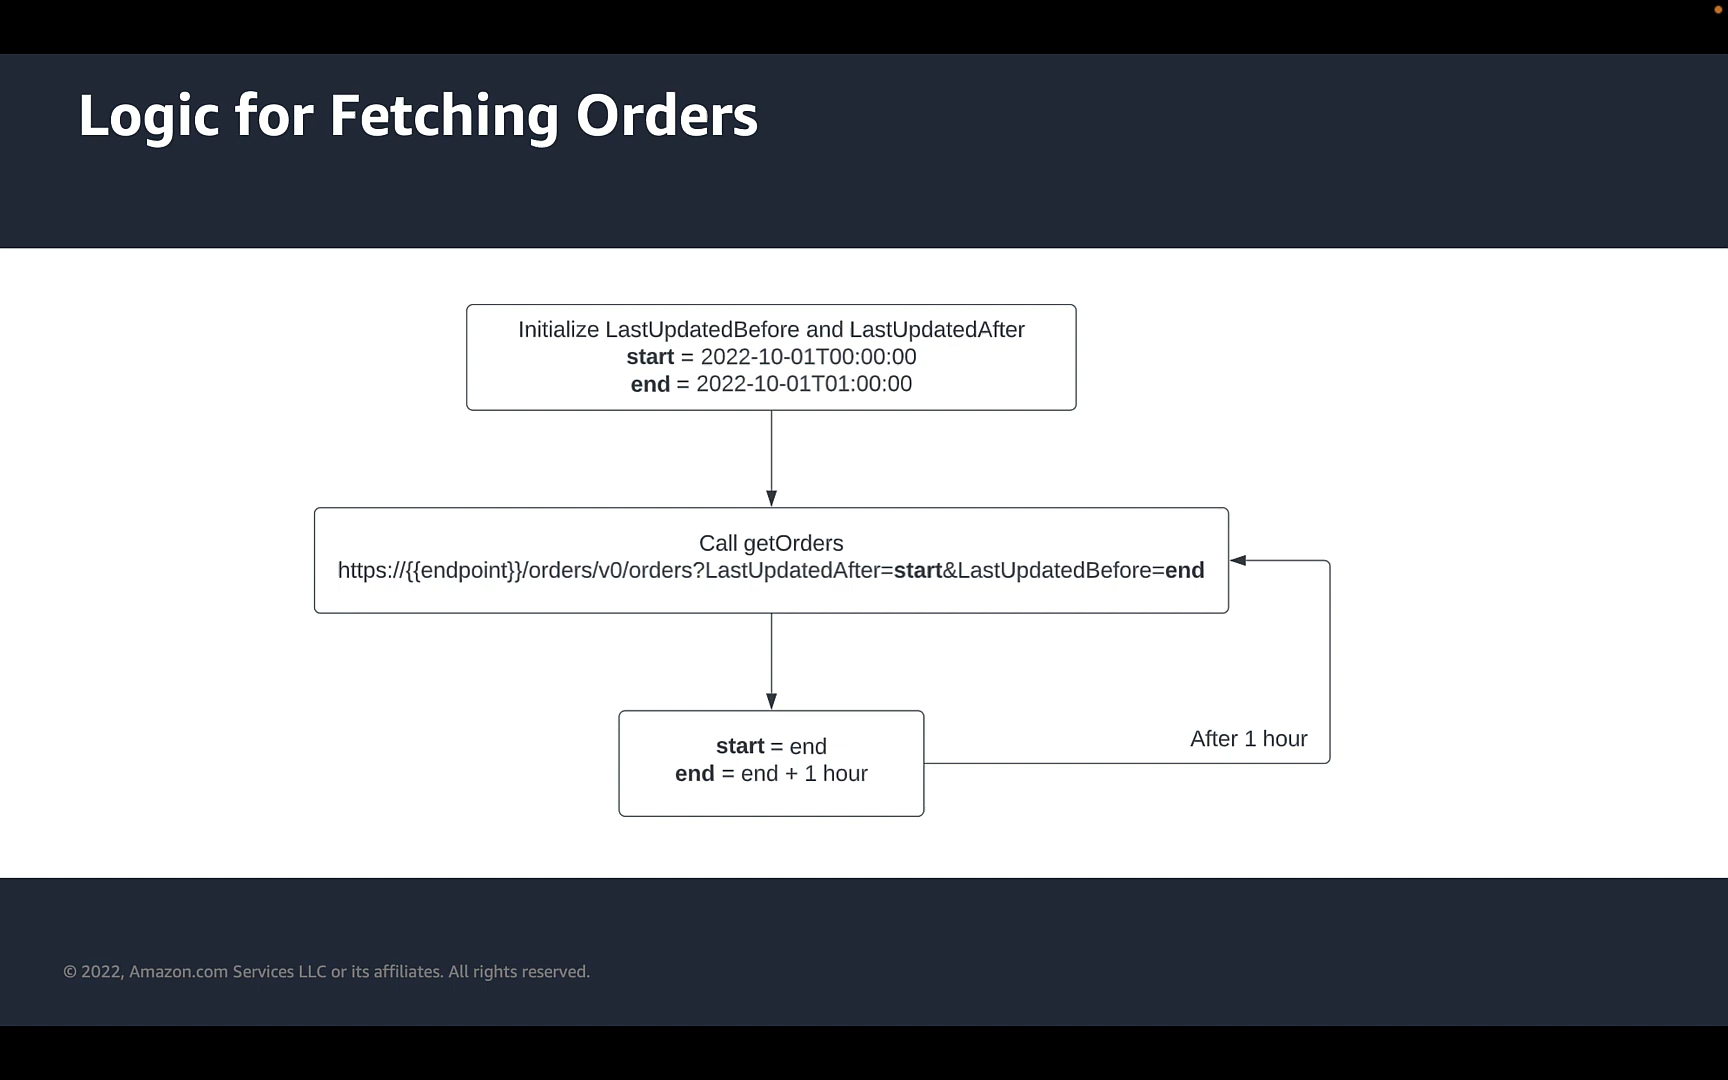 Logic for Fetching Orders
Initialize LastUpdatedBefore and LastUpdatedAfter
start = 2022-10-01T00:00:00
end = 2022-10-01T01:00:00
Call getOrders
https://{{endpoint}}/orders/v0/orders?LastUpdatedAfter=start&LastUpdatedBefore=end
start = end
end = end + 1 hour
After 1 hour
© 2022, Amazon.com Services LLC or its affiliates. All rights reserved.